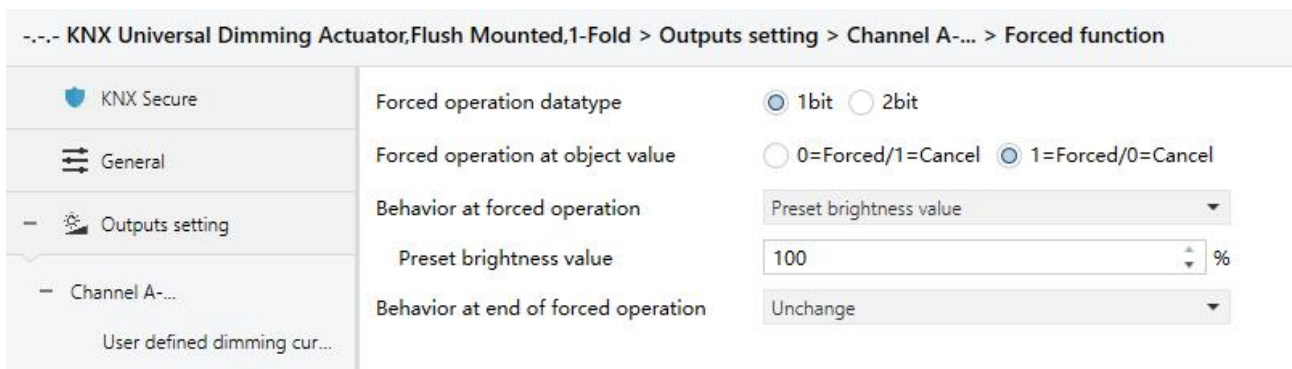 -.-.- KNX Universal Dimming Actuator,Flush Mounted,1-Fold > Outputs setting > Channel A-... > Forced function
KNX Secure
General
Outputs setting
Channel A-...
User defined dimming cur...
Forced operation datatype 1bit 2bit
Forced operation at object value 0=Forced/1=Cancel 1=Forced/0=Cancel
Behavior at forced operation Preset brightness value
Preset brightness value 100 %
Behavior at end of forced operation Unchange